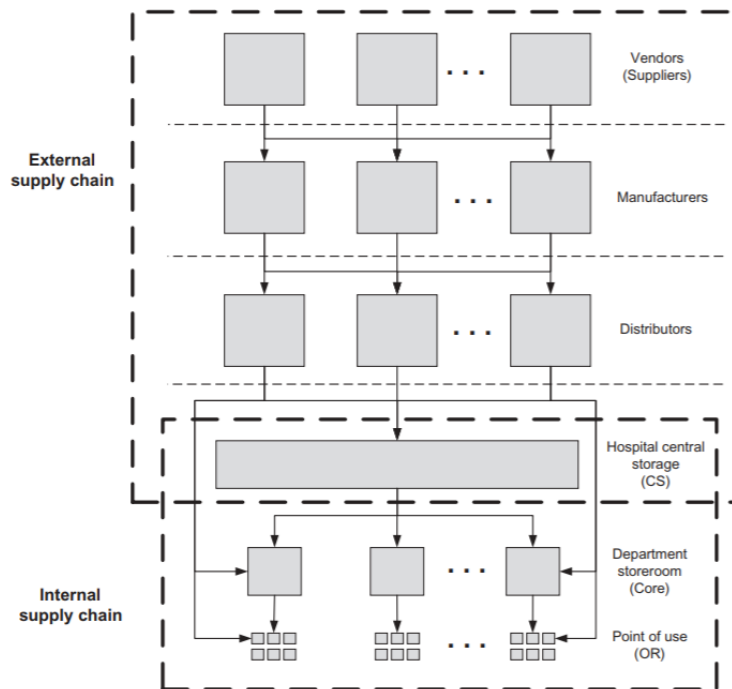 Vendors
(Suppliers)
External
supply chain
Manufacturers
Distributors
Hospital central
storage
(CS)
Department
storeroom
(Core)
Internal
supply chain
Point of use
(OR)